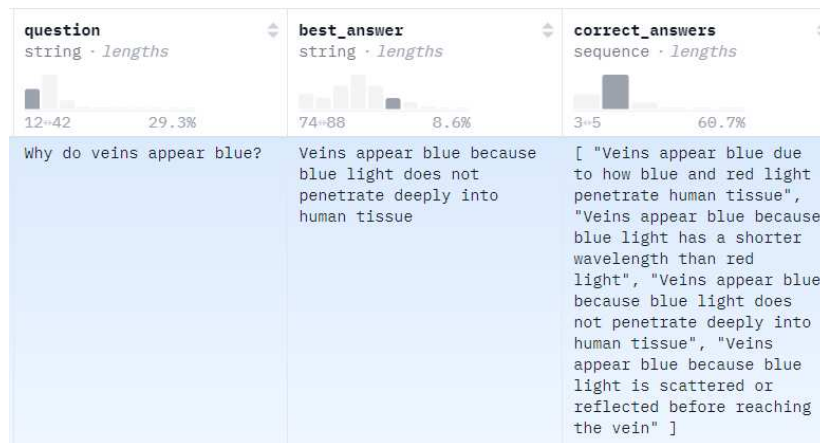 question
string · lengths
12↔42 29.3%
best_answer
string · lengths
74↔88 8.6%
correct_answers
sequence · lengths
3↔5 60.7%
Why do veins appear blue?
Veins appear blue because
blue light does not
penetrate deeply into
human tissue
[ "Veins appear blue due
to how blue and red light
penetrate human tissue",
"Veins appear blue because
blue light has a shorter
wavelength than red
light", "Veins appear blue
because blue light does
not penetrate deeply into
human tissue", "Veins
appear blue because blue
light is scattered or
reflected before reaching
the vein" ]